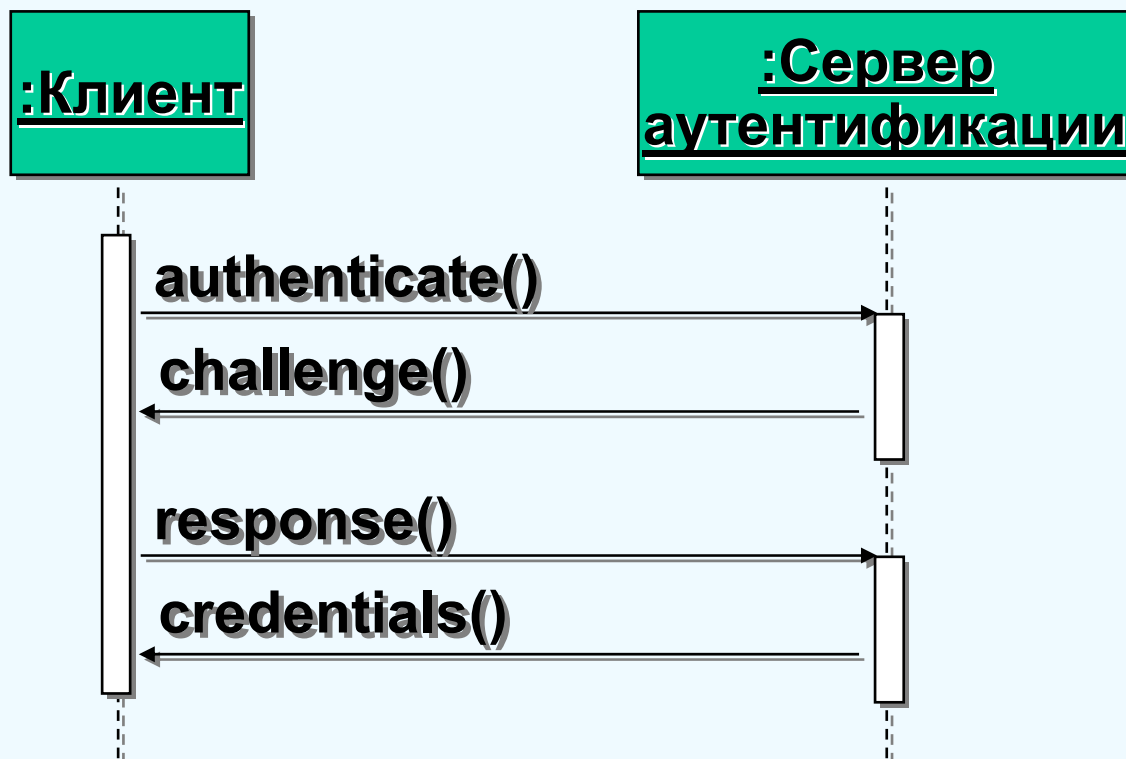 :Клиент
:Сервер
аутентификации
authenticate()
challenge()
response()
credentials()